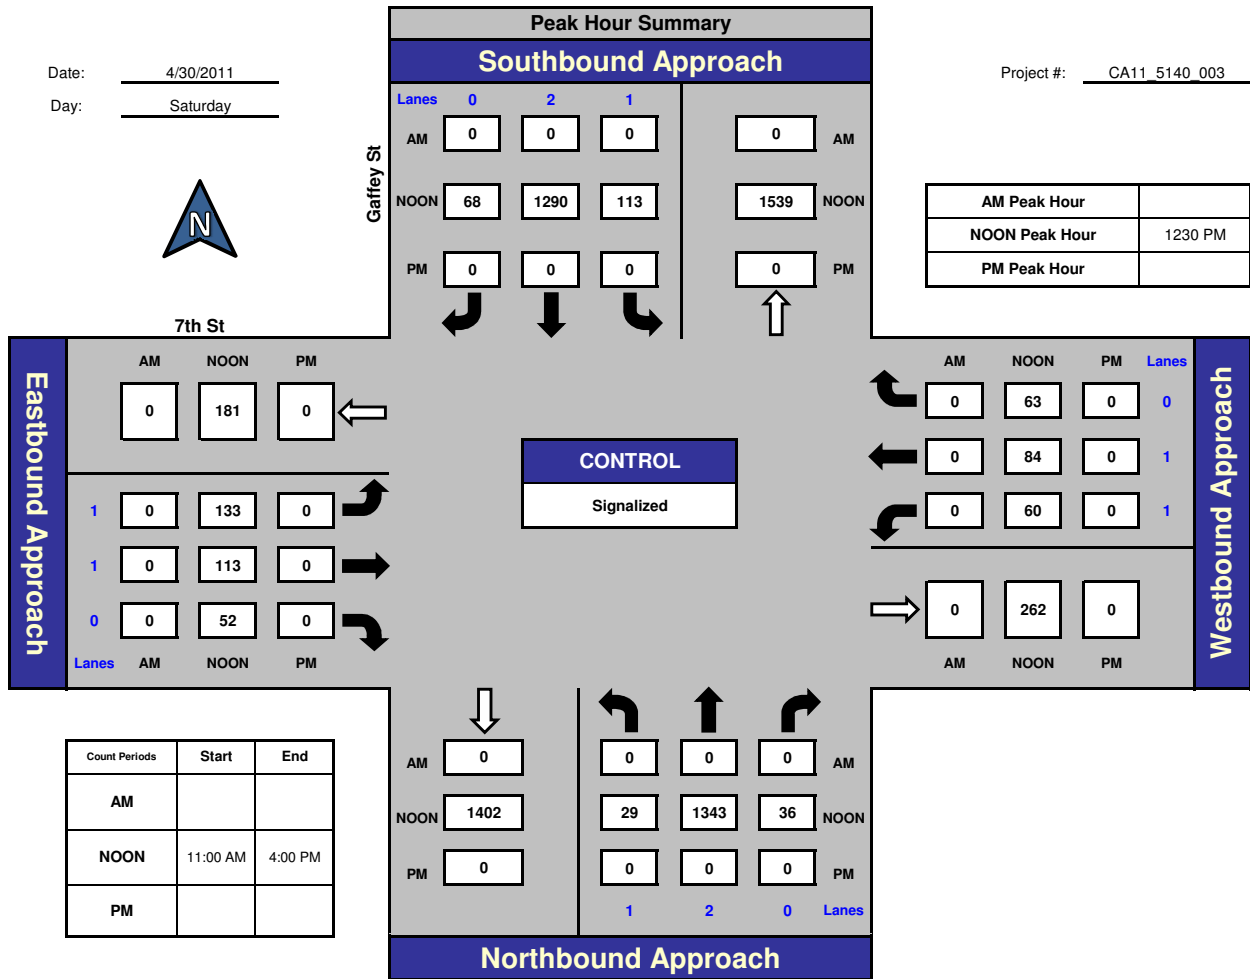 Peak Hour Summary
Southbound Approach
Date: 4/30/2011
Day: Saturday
Project #: CA11_5140_003
Gaffey St
Lanes 0 2 1
AM 0 0 0 0 AM
NOON 68 1290 113 1539 NOON
PM 0 0 0 0 PM
N
AM Peak Hour
NOON Peak Hour 1230 PM
PM Peak Hour
7th St
Eastbound Approach
AM NOON PM
0 181 0
1 0 133 0
1 0 113 0
0 0 52 0
Lanes AM NOON PM
CONTROL
Signalized
AM NOON PM Lanes
0 63 0 0
0 84 0 1
0 60 0 1
0 262 0
AM NOON PM
Westbound Approach
Count Periods Start End
AM
NOON 11:00 AM 4:00 PM
PM
AM 0 0 0 0 AM
NOON 1402 29 1343 36 NOON
PM 0 0 0 0 PM
1 2 0 Lanes
Northbound Approach